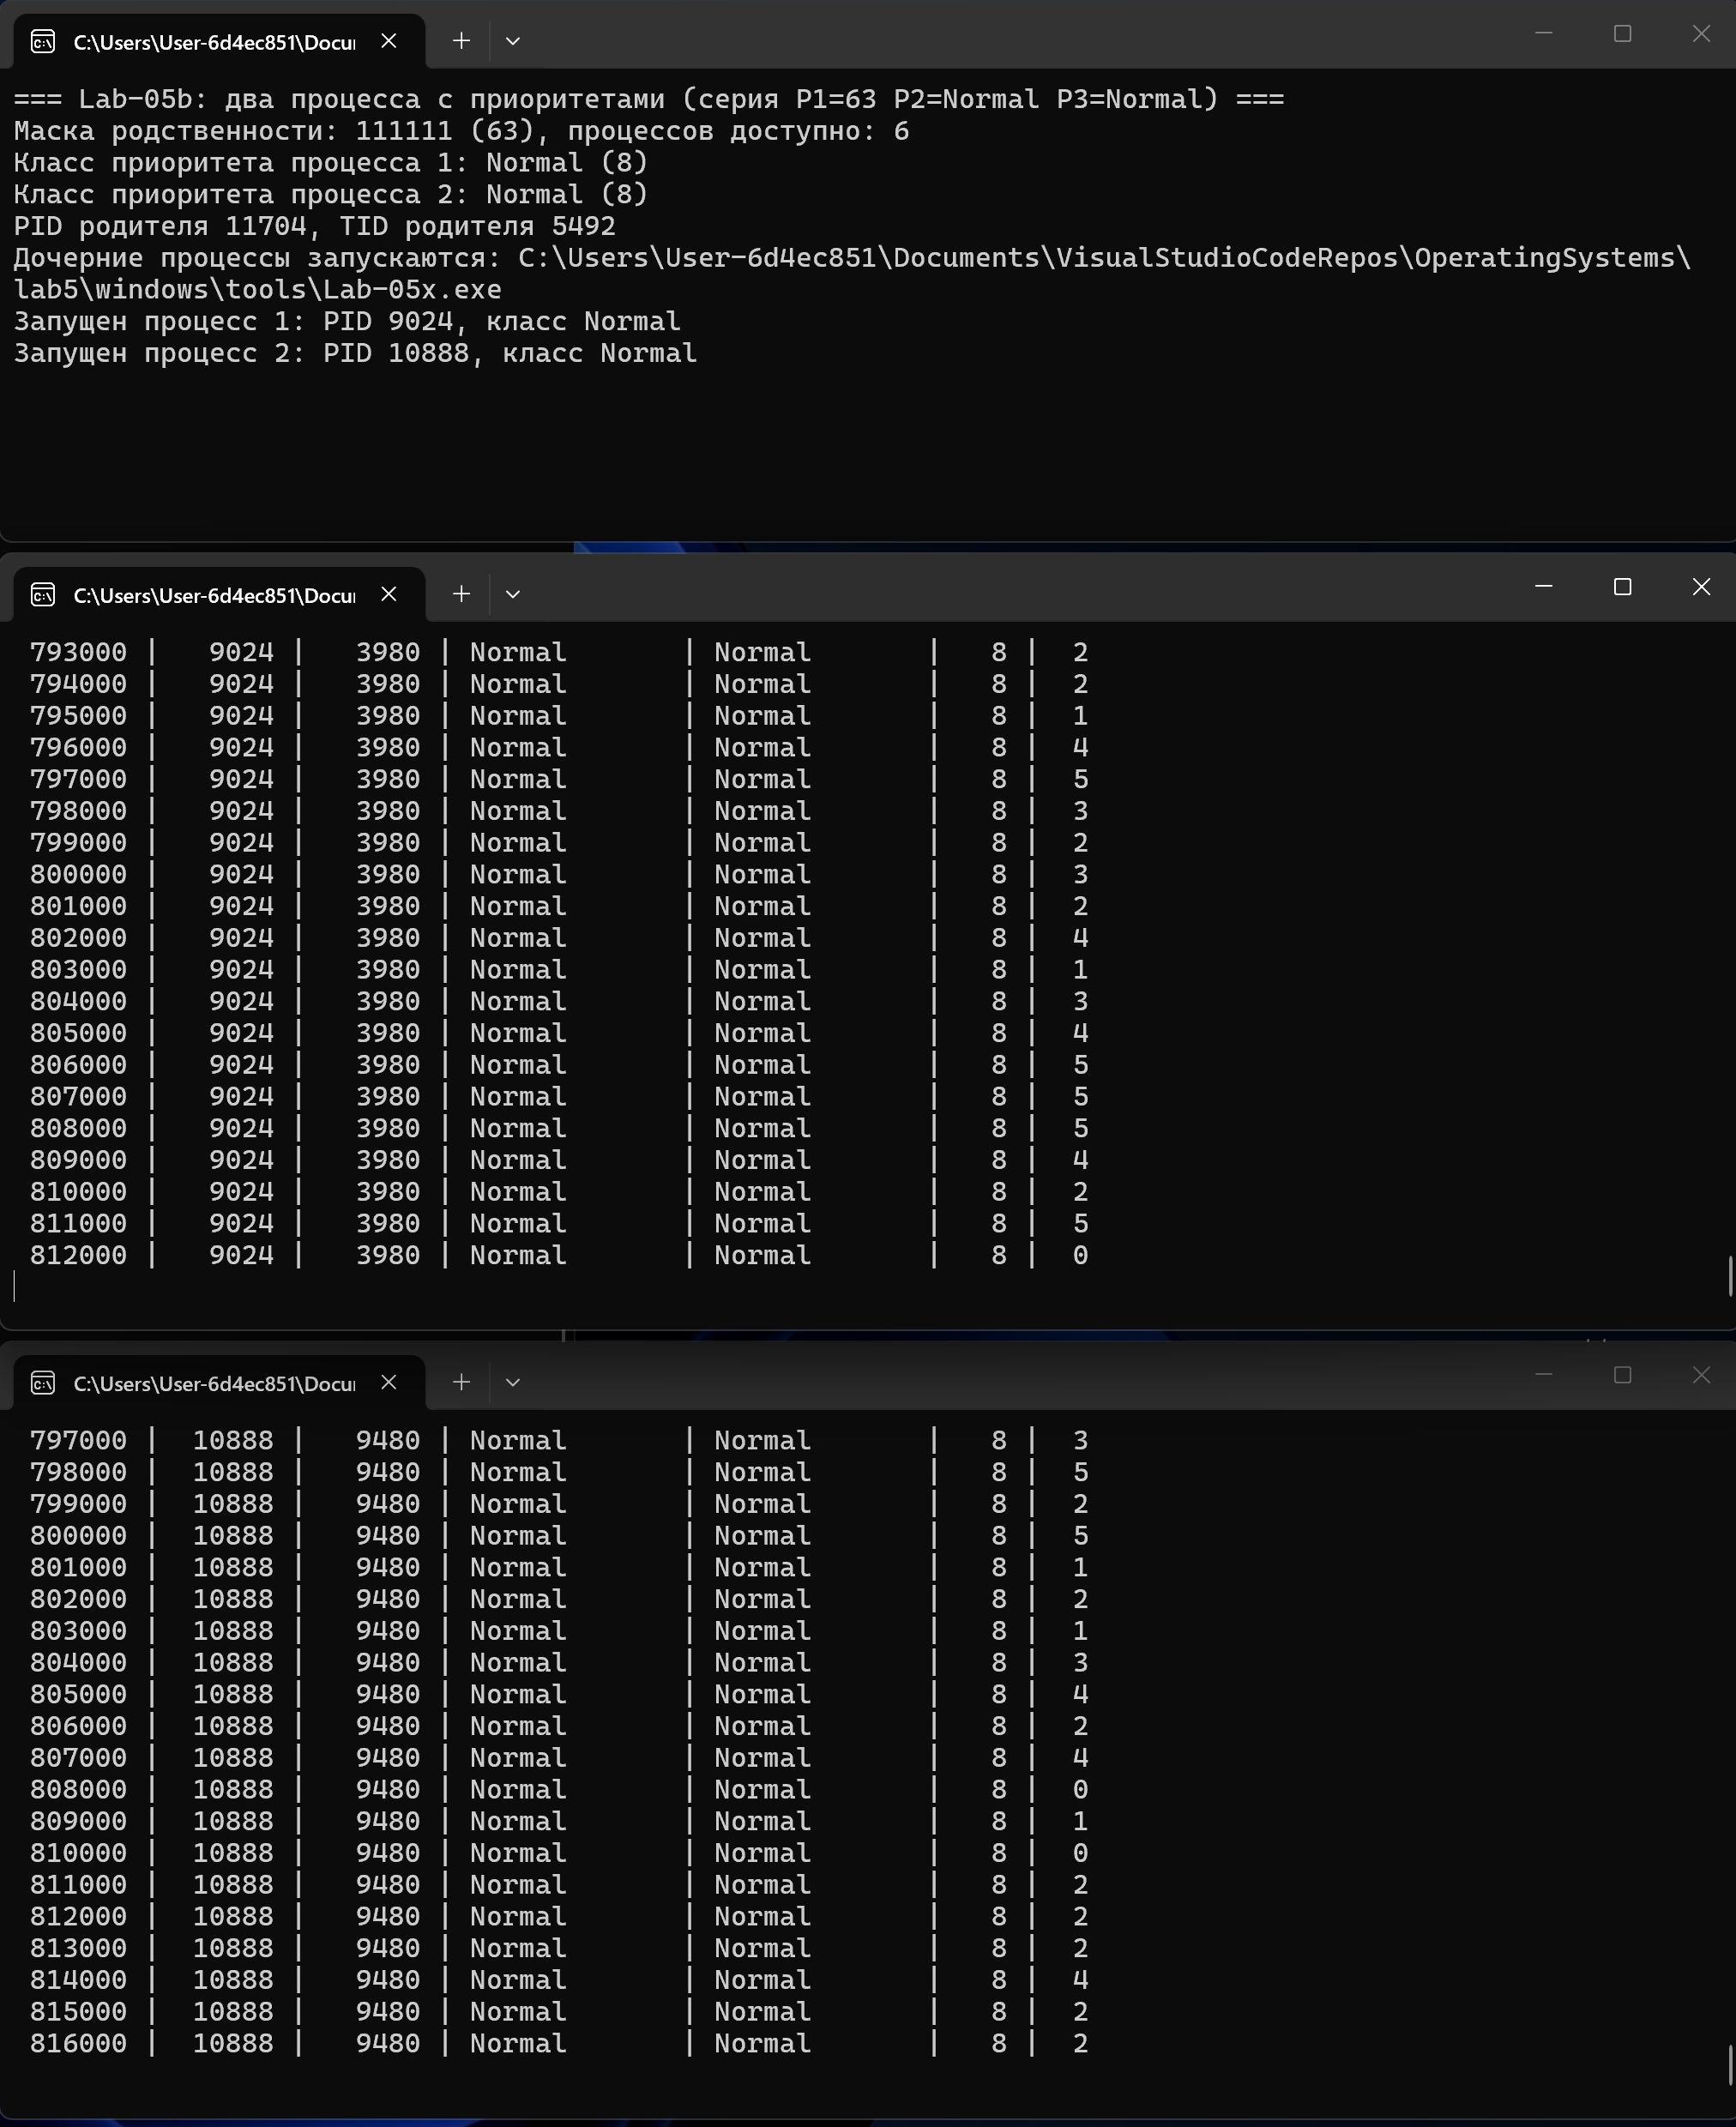 C:\Users\User-6d4ec851\Docu
=== Lab-05b: два процесса с приоритетами (серия P1=63 P2=Normal P3=Normal) ===
Маска родственности: 111111 (63), процессов доступно: 6
Класс приоритета процесса 1: Normal (8)
Класс приоритета процесса 2: Normal (8)
PID родителя 11704, TID родителя 5492
Дочерние процессы запускаются: C:\Users\User-6d4ec851\Documents\VisualStudioCodeRepos\OperatingSystems\
lab5\windows\tools\Lab-05x.exe
Запущен процесс 1: PID 9024, класс Normal
Запущен процесс 2: PID 10888, класс Normal
C:\Users\User-6d4ec851\Docu
793000 | 9024 | 3980 | Normal | Normal | 8 | 2
794000 | 9024 | 3980 | Normal | Normal | 8 | 2
795000 | 9024 | 3980 | Normal | Normal | 8 | 1
796000 | 9024 | 3980 | Normal | Normal | 8 | 4
797000 | 9024 | 3980 | Normal | Normal | 8 | 5
798000 | 9024 | 3980 | Normal | Normal | 8 | 3
799000 | 9024 | 3980 | Normal | Normal | 8 | 2
800000 | 9024 | 3980 | Normal | Normal | 8 | 3
801000 | 9024 | 3980 | Normal | Normal | 8 | 2
802000 | 9024 | 3980 | Normal | Normal | 8 | 4
803000 | 9024 | 3980 | Normal | Normal | 8 | 1
804000 | 9024 | 3980 | Normal | Normal | 8 | 3
805000 | 9024 | 3980 | Normal | Normal | 8 | 4
806000 | 9024 | 3980 | Normal | Normal | 8 | 5
807000 | 9024 | 3980 | Normal | Normal | 8 | 5
808000 | 9024 | 3980 | Normal | Normal | 8 | 5
809000 | 9024 | 3980 | Normal | Normal | 8 | 4
810000 | 9024 | 3980 | Normal | Normal | 8 | 2
811000 | 9024 | 3980 | Normal | Normal | 8 | 5
812000 | 9024 | 3980 | Normal | Normal | 8 | 0
C:\Users\User-6d4ec851\Docu
797000 | 10888 | 9480 | Normal | Normal | 8 | 3
798000 | 10888 | 9480 | Normal | Normal | 8 | 5
799000 | 10888 | 9480 | Normal | Normal | 8 | 2
800000 | 10888 | 9480 | Normal | Normal | 8 | 5
801000 | 10888 | 9480 | Normal | Normal | 8 | 1
802000 | 10888 | 9480 | Normal | Normal | 8 | 2
803000 | 10888 | 9480 | Normal | Normal | 8 | 1
804000 | 10888 | 9480 | Normal | Normal | 8 | 3
805000 | 10888 | 9480 | Normal | Normal | 8 | 4
806000 | 10888 | 9480 | Normal | Normal | 8 | 2
807000 | 10888 | 9480 | Normal | Normal | 8 | 4
808000 | 10888 | 9480 | Normal | Normal | 8 | 0
809000 | 10888 | 9480 | Normal | Normal | 8 | 1
810000 | 10888 | 9480 | Normal | Normal | 8 | 0
811000 | 10888 | 9480 | Normal | Normal | 8 | 2
812000 | 10888 | 9480 | Normal | Normal | 8 | 2
813000 | 10888 | 9480 | Normal | Normal | 8 | 2
814000 | 10888 | 9480 | Normal | Normal | 8 | 4
815000 | 10888 | 9480 | Normal | Normal | 8 | 2
816000 | 10888 | 9480 | Normal | Normal | 8 | 2